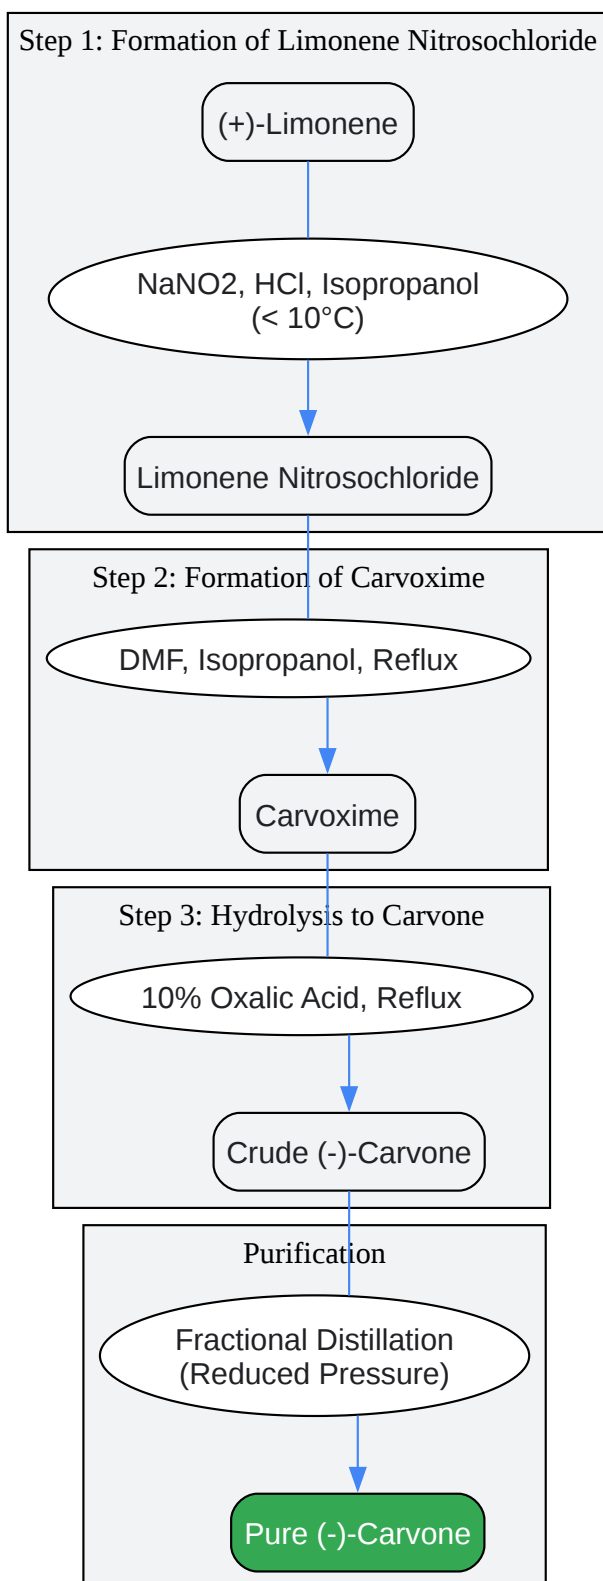 Step 1: Formation of Limonene Nitrosochloride
(+)-Limonene
NaNO2, HCl, Isopropanol
(< 10°C)
Limonene Nitrosochloride
Step 2: Formation of Carvoxime
DMF, Isopropanol, Reflux
Carvoxime
Step 3: Hydrolysis to Carvone
10% Oxalic Acid, Reflux
Crude (-)-Carvone
Purification
Fractional Distillation
(Reduced Pressure)
Pure (-)-Carvone